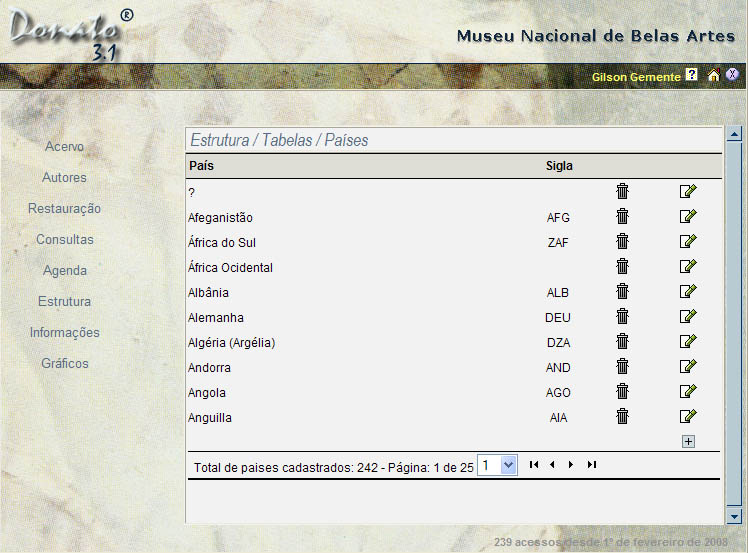 Donato®
3.1
Museu Nacional de Belas Artes
Gilson Gemente ? X
Acervo
Autores
Restauração
Consultas
Agenda
Estrutura
Informações
Gráficos
Estrutura / Tabelas / Países
País Sigla
?
Afeganistão AFG
África do Sul ZAF
África Ocidental
Albânia ALB
Alemanha DEU
Algéria (Argélia) DZA
Andorra AND
Angola AGO
Anguilla AIA
Total de paises cadastrados: 242 - Página: 1 de 25 1
239 acessos desde 1º de fevereiro de 2008